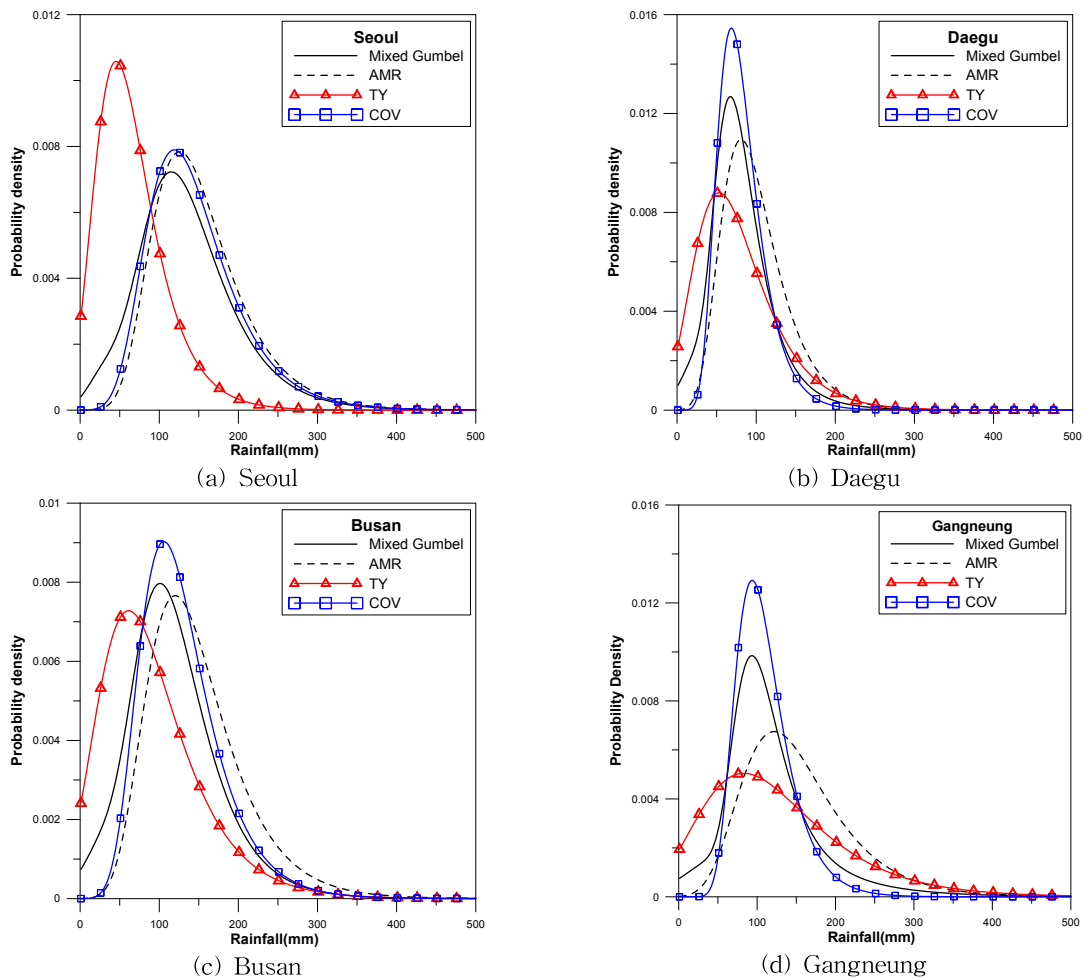 0.012
0.008
0.004
0
Probability density
Seoul
Mixed Gumbel
AMR
TY
COV
0 100 200 300 400 500
Rainfall(mm)
(a) Seoul
0.016
0.012
0.008
0.004
0
Probability density
Daegu
Mixed Gumbel
AMR
TY
COV
0 100 200 300 400 500
Rainfall(mm)
(b) Daegu
0.01
0.008
0.006
0.004
0.002
0
Probability density
Busan
Mixed Gumbel
AMR
TY
COV
0 100 200 300 400 500
Rainfall(mm)
(c) Busan
0.016
0.012
0.008
0.004
0
Probability Density
Gangneung
Mixed Gumbel
AMR
TY
COV
0 100 200 300 400 500
Rainfall(mm)
(d) Gangneung